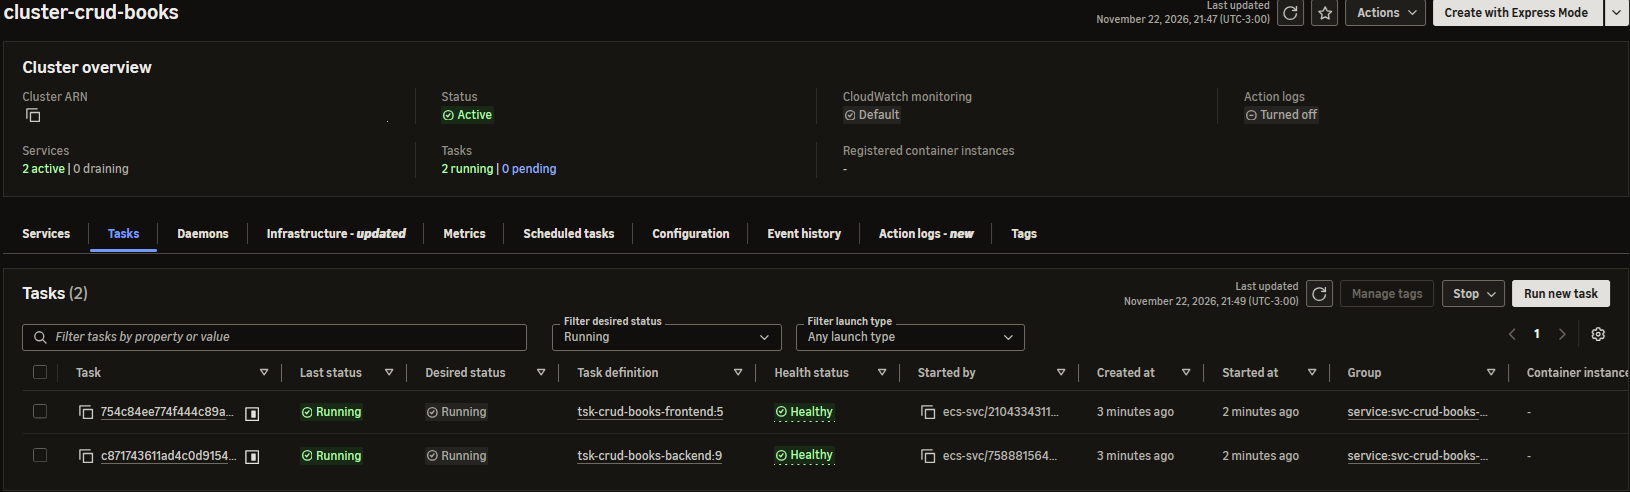 cluster-crud-books
Last updated
November 22, 2026, 21:47 (UTC-3:00)
Actions
Create with Express Mode
Cluster overview
Cluster ARN
Status
Active
CloudWatch monitoring
Default
Action logs
Turned off
Services
2 active | 0 draining
Tasks
2 running | 0 pending
Registered container instances
-
Services Tasks Daemons Infrastructure - updated Metrics Scheduled tasks Configuration Event history Action logs - new Tags
Tasks (2)
Last updated
November 22, 2026, 21:49 (UTC-3:00)
Manage tags
Stop
Run new task
Filter tasks by property or value
Filter desired status
Running
Filter launch type
Any launch type
1
Task Last status Desired status Task definition Health status Started by Created at Started at Group Container instance
754c84ee774f444c89a... Running Running tsk-crud-books-frontend:5 Healthy ecs-svc/2104334311... 3 minutes ago 2 minutes ago service:svc-crud-books-... -
c871743611ad4c0d9154... Running Running tsk-crud-books-backend:9 Healthy ecs-svc/758881564... 3 minutes ago 2 minutes ago service:svc-crud-books-... -